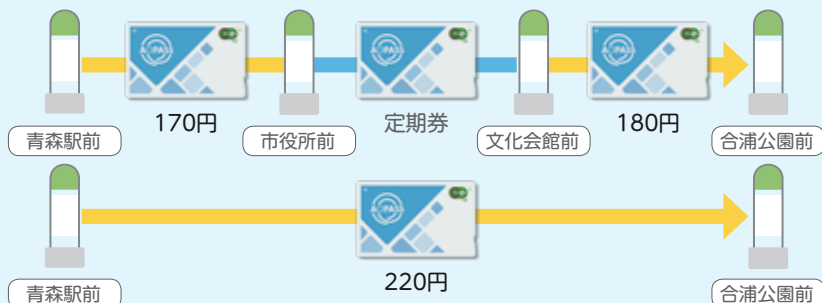 170円
定期券
180円
青森駅前
市役所前
文化会館前
合浦公園前
220円
青森駅前
合浦公園前